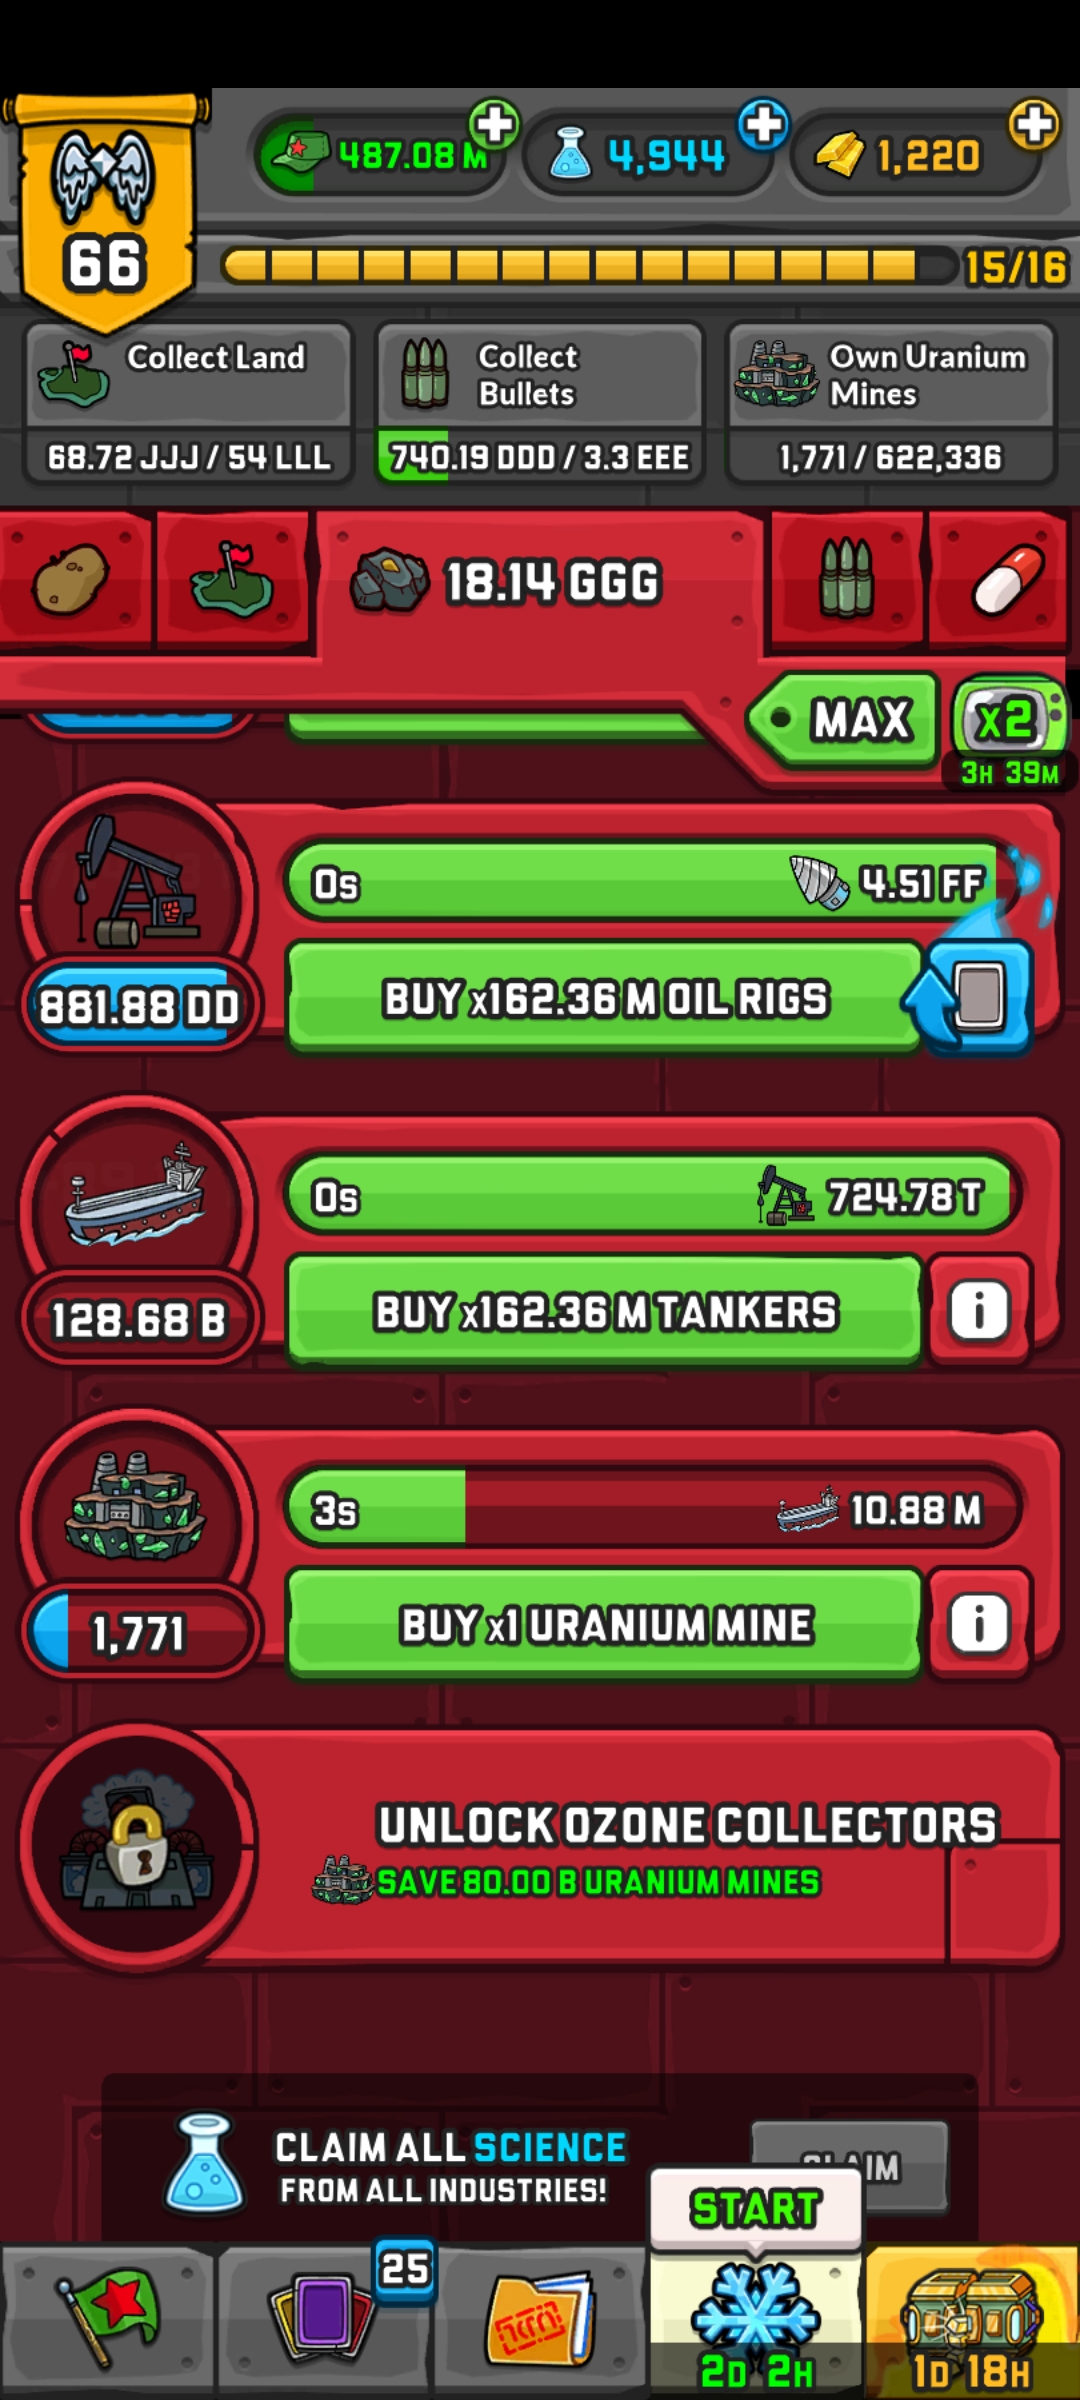 487.08 M
4,944
1,220
66
15/16
Collect Land
68.72 JJJ / 54 LLL
Collect
Bullets
740.19 DDD / 3.3 EEE
Own Uranium
Mines
1,771 / 622,336
18.14 GGG
MAX
x2
3H 39M
0s
4.51 FF
881.88 DD
BUY x162.36 M OIL RIGS
0s
724.78 T
128.68 B
BUY x162.36 M TANKERS
i
3s
10.88 M
1,771
BUY x1 URANIUM MINE
i
UNLOCK OZONE COLLECTORS
SAVE 80.00 B URANIUM MINES
CLAIM ALL SCIENCE
FROM ALL INDUSTRIES!
CLAIM
START
25
2D 2H
1D 18H